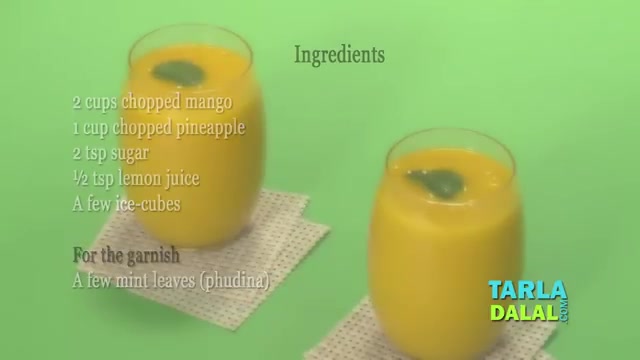 Ingredients
2 cups chopped mango
1 cup chopped pineapple
2 tsp sugar
½ tsp lemon juice
A few ice-cubes
For the garnish
A few mint leaves (phudina)
TARLA
DALAL.COM